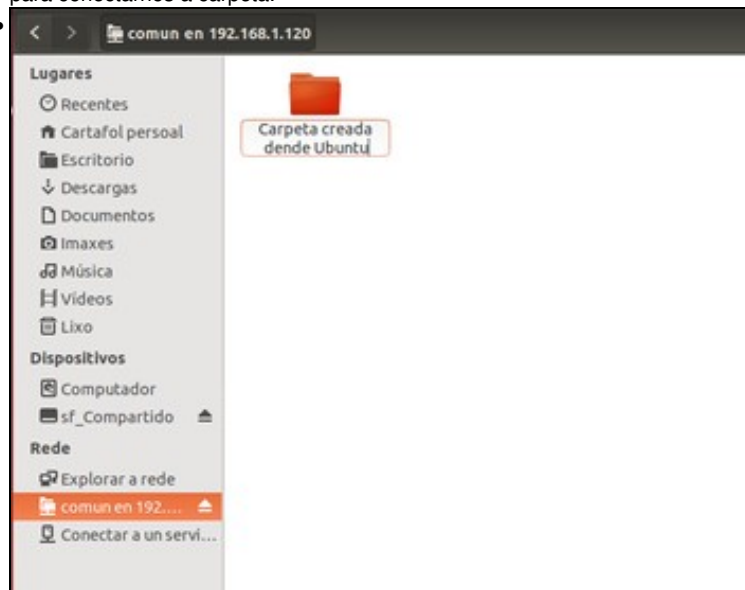 para conectarnos á carpeta.
comun en 192.168.1.120
Lugares
Recentes
Cartafol persoal
Escritorio
Descargas
Documentos
Imaxes
Música
Vídeos
Lixo
Dispositivos
Computador
sf_Compartido
Rede
Explorar a rede
comun en 192....
Conectar a un servi...
Carpeta creada
dende Ubuntu